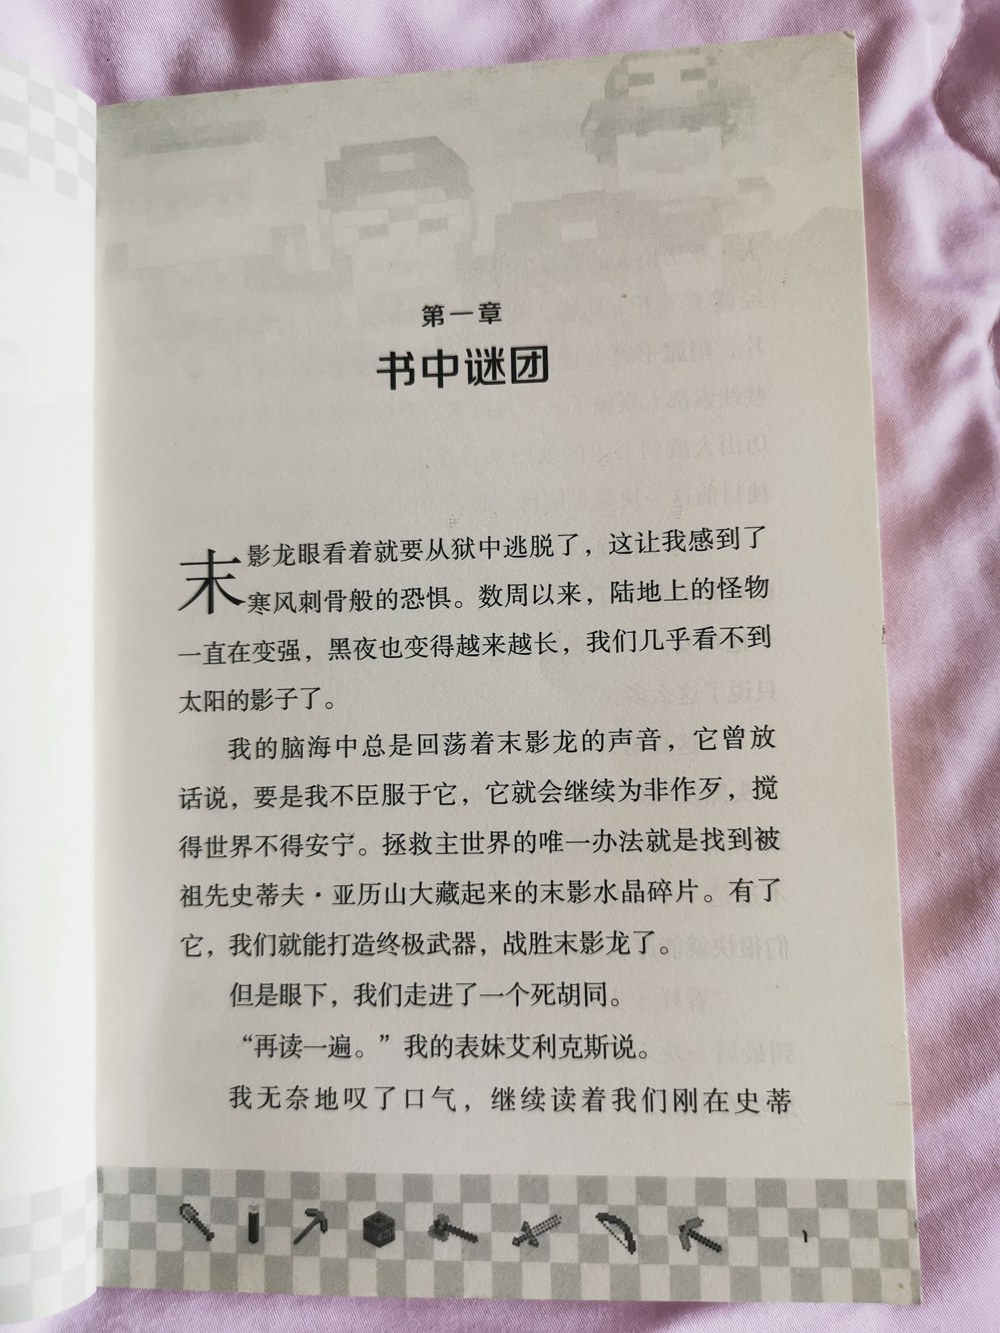 第一章
书中谜团
末影龙眼看着就要从狱中逃脱了，这让我感到了
寒风刺骨般的恐惧。数周以来，陆地上的怪物
一直在变强，黑夜也变得越来越长，我们几乎看不到
太阳的影子了。
我的脑海中总是回荡着末影龙的声音，它曾放
话说，要是我不臣服于它，它就会继续为非作歹，搅
得世界不得安宁。拯救主世界的唯一办法就是找到被
祖先史蒂夫·亚历山大藏起来的末影水晶碎片。有了
它，我们就能打造终极武器，战胜末影龙了。
但是眼下，我们走进了一个死胡同。
“再读一遍。”我的表妹艾利克斯说。
我无奈地叹了口气，继续读着我们刚在史蒂
1